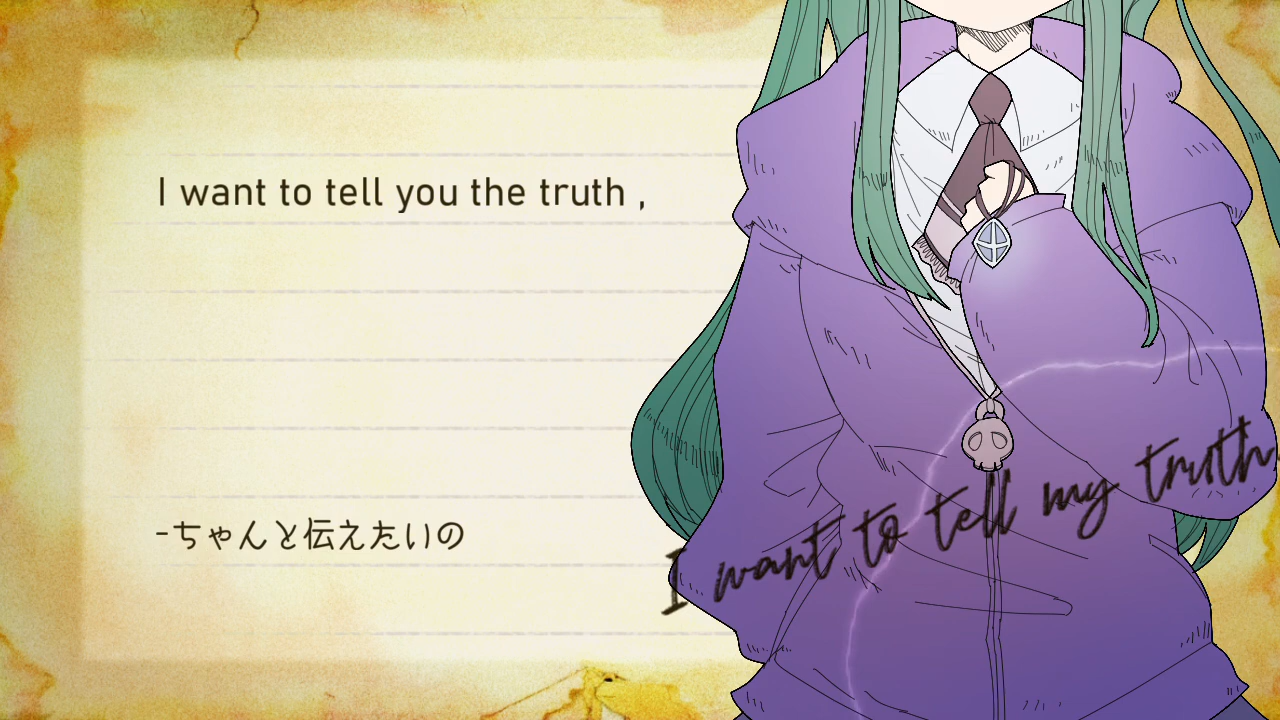 I want to tell you the truth ,
-ちゃんと伝えたいの
I want to tell my truth.